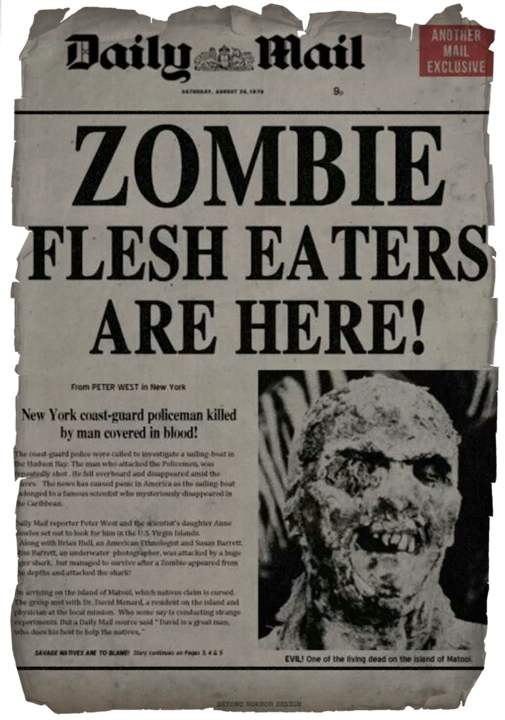 Daily Mail
ANOTHER
MAIL
EXCLUSIVE
SATURDAY, AUGUST 25, 1979
9p
ZOMBIE
FLESH EATERS
ARE HERE!
From PETER WEST in New York
New York coast-guard policeman killed
by man covered in blood!
The coast-guard police were called to investigate a sailing-boat in
the Hudson Bay. The man who attacked the Policemen, was
repeatedly shot. He fell overboard and disappeared amid the
waves. The news has caused panic in America as the sailing-boat
belonged to a famous scientist who mysteriously disappeared in
the Caribbean.
Daily Mail reporter Peter West and the scientist's daughter Anne
Bowles set out to look for him in the U.S. Virgin Islands.
Along with Brian Hull, an American Ethnologist and Susan Barrett.
Miss Barrett, an underwater photographer, was attacked by a huge
tiger shark, but managed to survive after a Zombie appeared from
the depths and attacked the shark!
On arriving on the island of Matool, which natives claim is cursed.
The group met with Dr. David Menard, a resident on the island and
physician at the local mission. Who some say is conducting strange
experiments. But a Daily Mail source said "David is a great man,
who does his best to help the natives,"
SAVAGE NATIVES ARE TO BLAME! Story continues on Pages 3, 4 & 5
EVIL! One of the living dead on the island of Matool.
BEYOND HORROR DESIGN